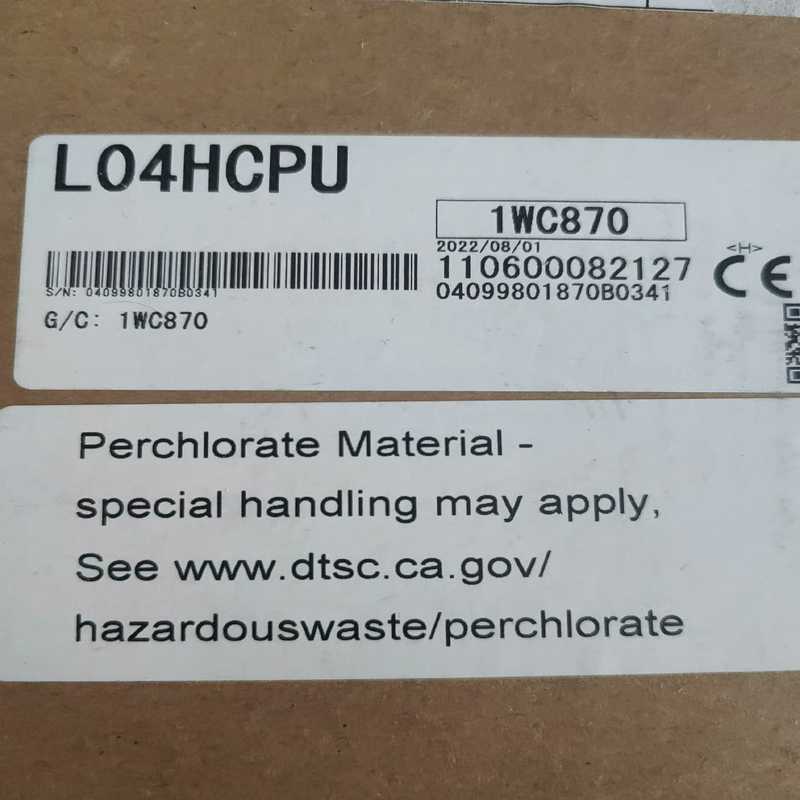 L04HCPU
1WC870
2022/08/01
110600082127
04099801870B0341
<H>
CE
S/N: 04099801870B0341
G/C: 1WC870
Perchlorate Material -
special handling may apply,
See www.dtsc.ca.gov/
hazardouswaste/perchlorate